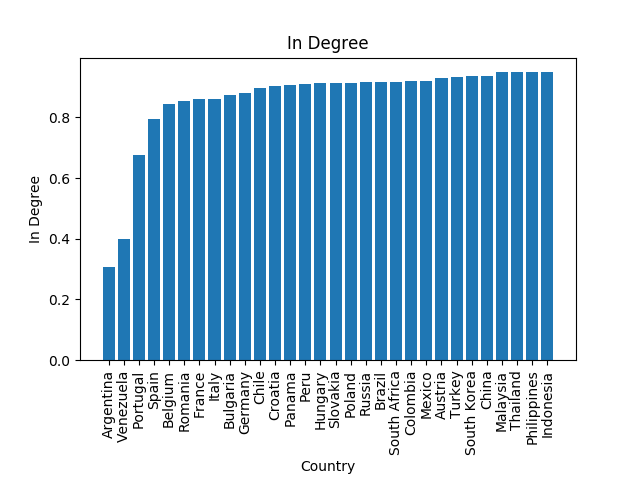 In Degree
In Degree
0.8
0.6
0.4
0.2
0.0
Argentina
Venezuela
Portugal
Spain
Belgium
Romania
France
Italy
Bulgaria
Germany
Chile
Croatia
Panama
Peru
Hungary
Slovakia
Poland
Russia
Brazil
South Africa
Colombia
Mexico
Austria
Turkey
South Korea
China
Malaysia
Thailand
Philippines
Indonesia
Country